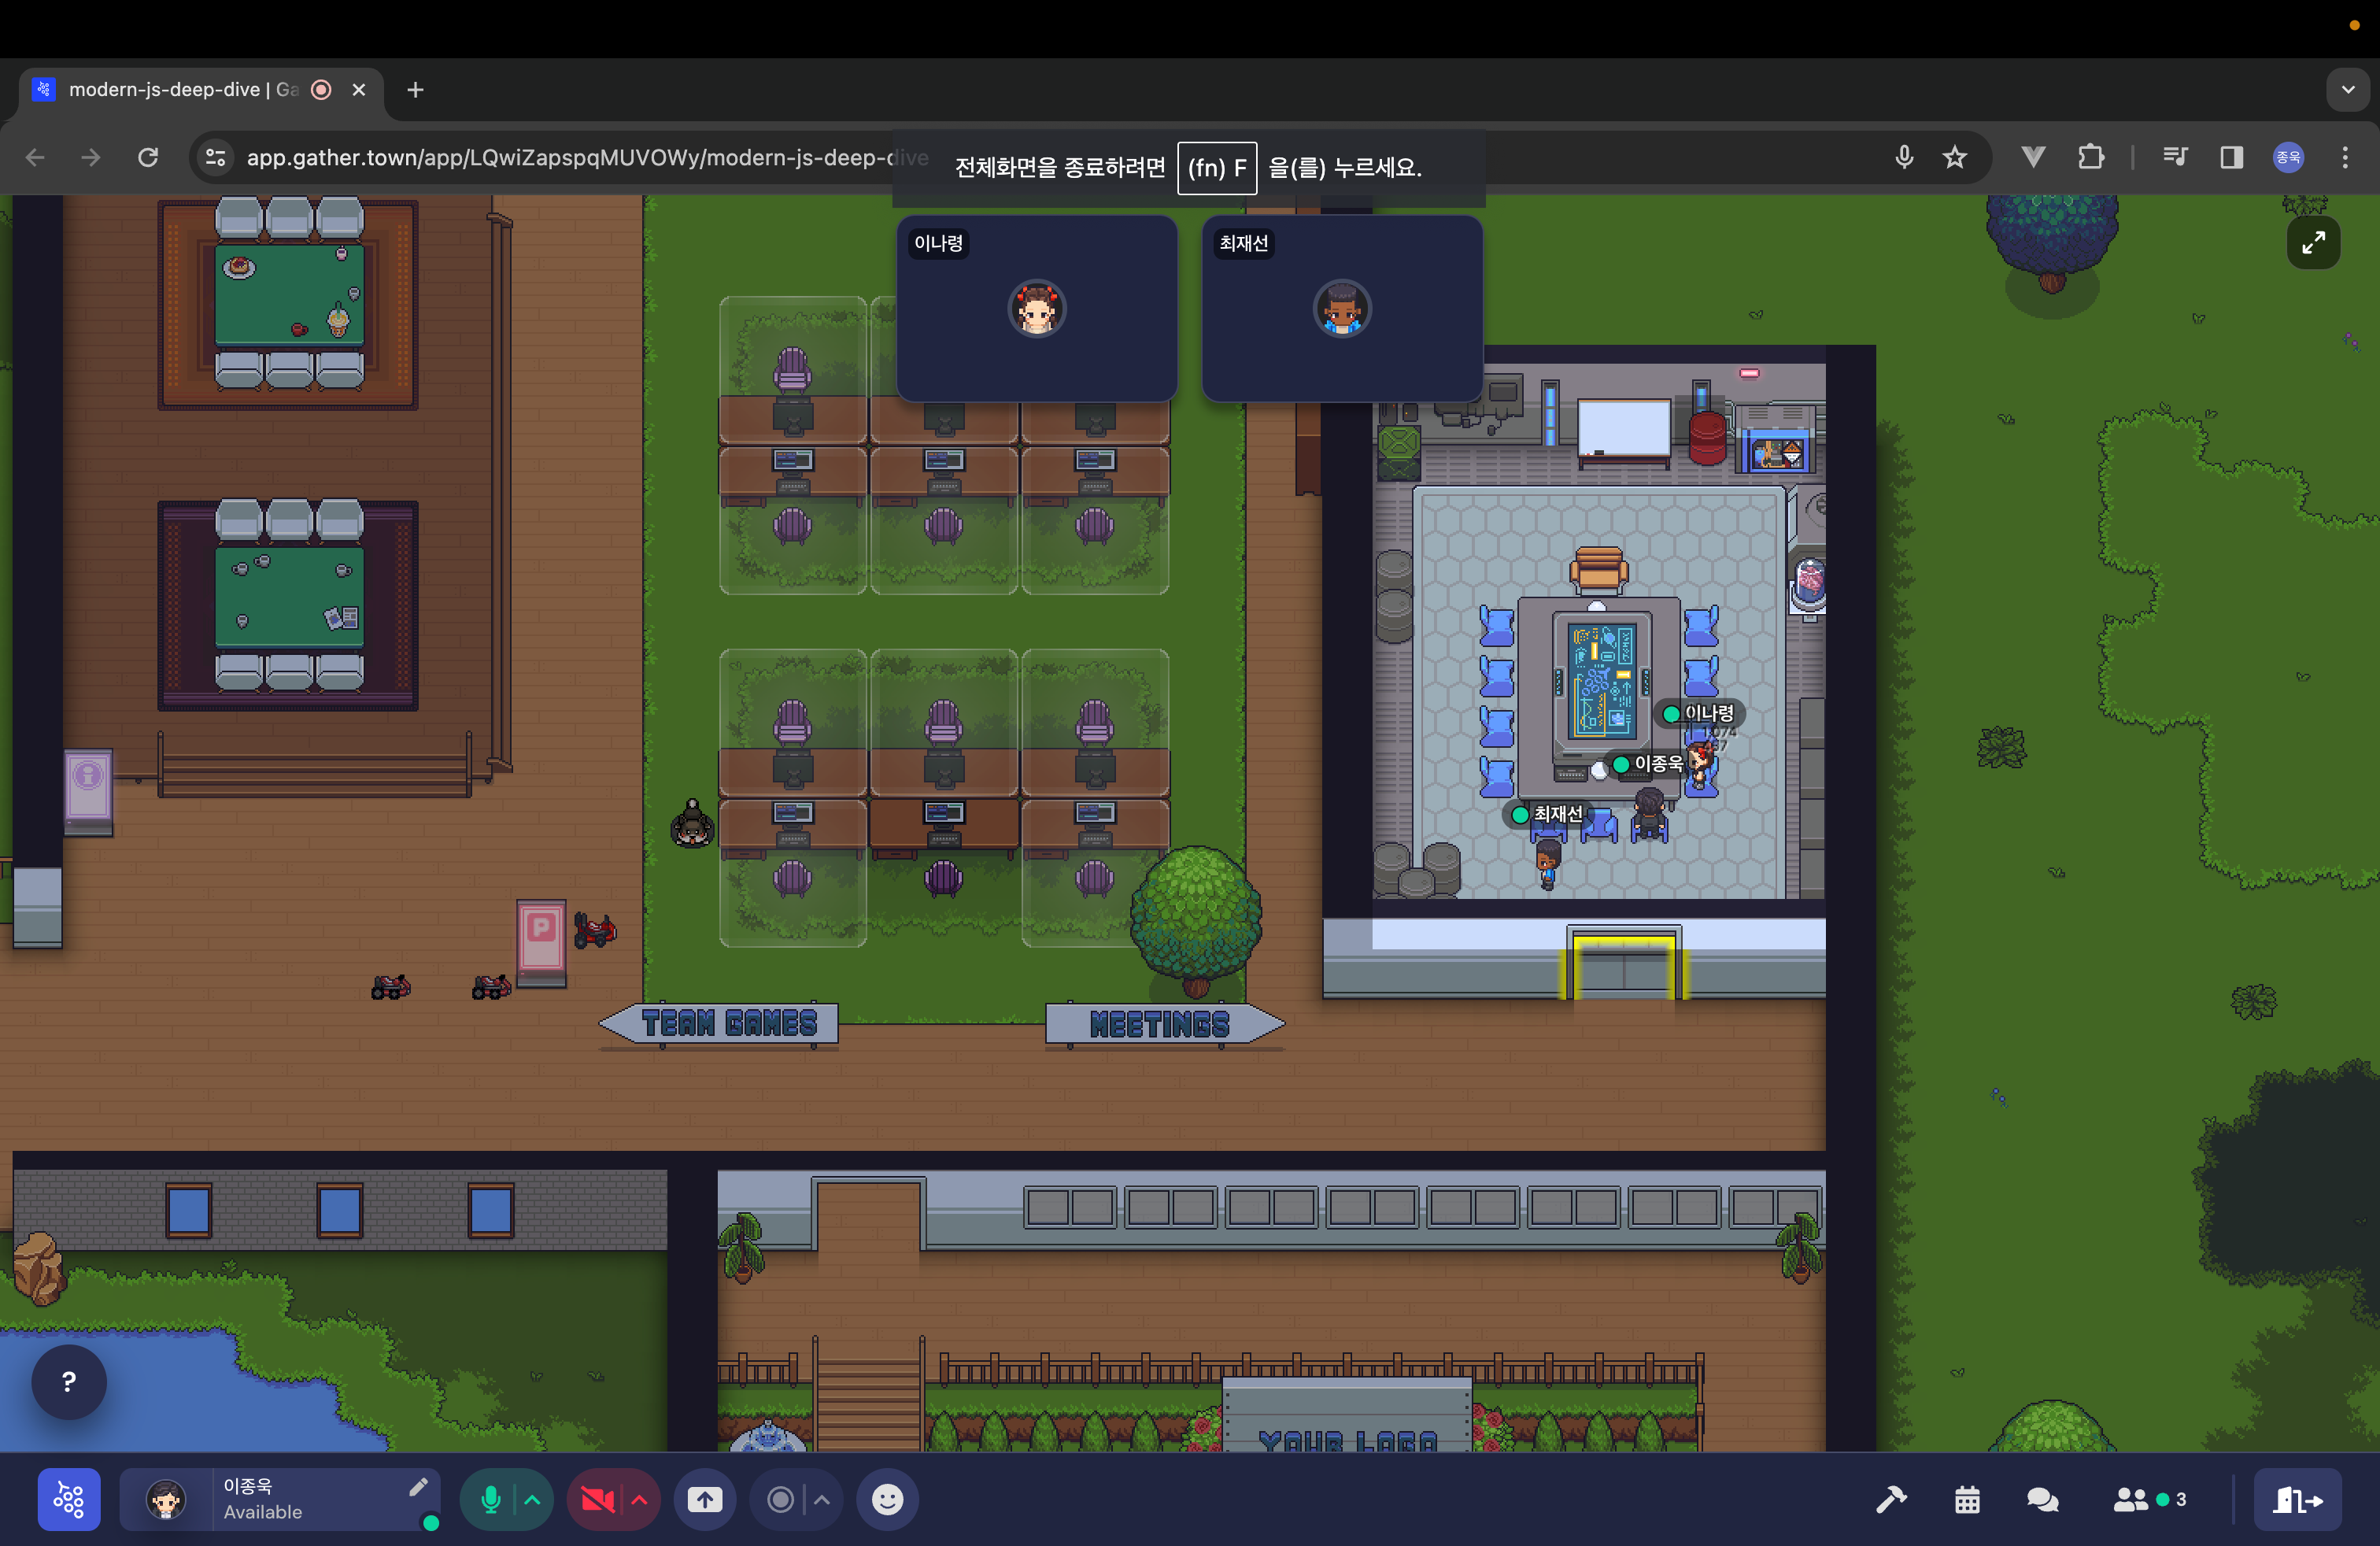 modern-js-deep-dive | Ga
app.gather.town/app/LQwiZapspqMUVOWy/modern-js-deep-dive
종욱
전체화면을 종료하려면 (fn) F 을(를) 누르세요.
이나령
최재선
이나령
이종욱
최재선
P
TEAM GAMES
MEETINGS
YOUR LOGO
?
이종욱
Available
3